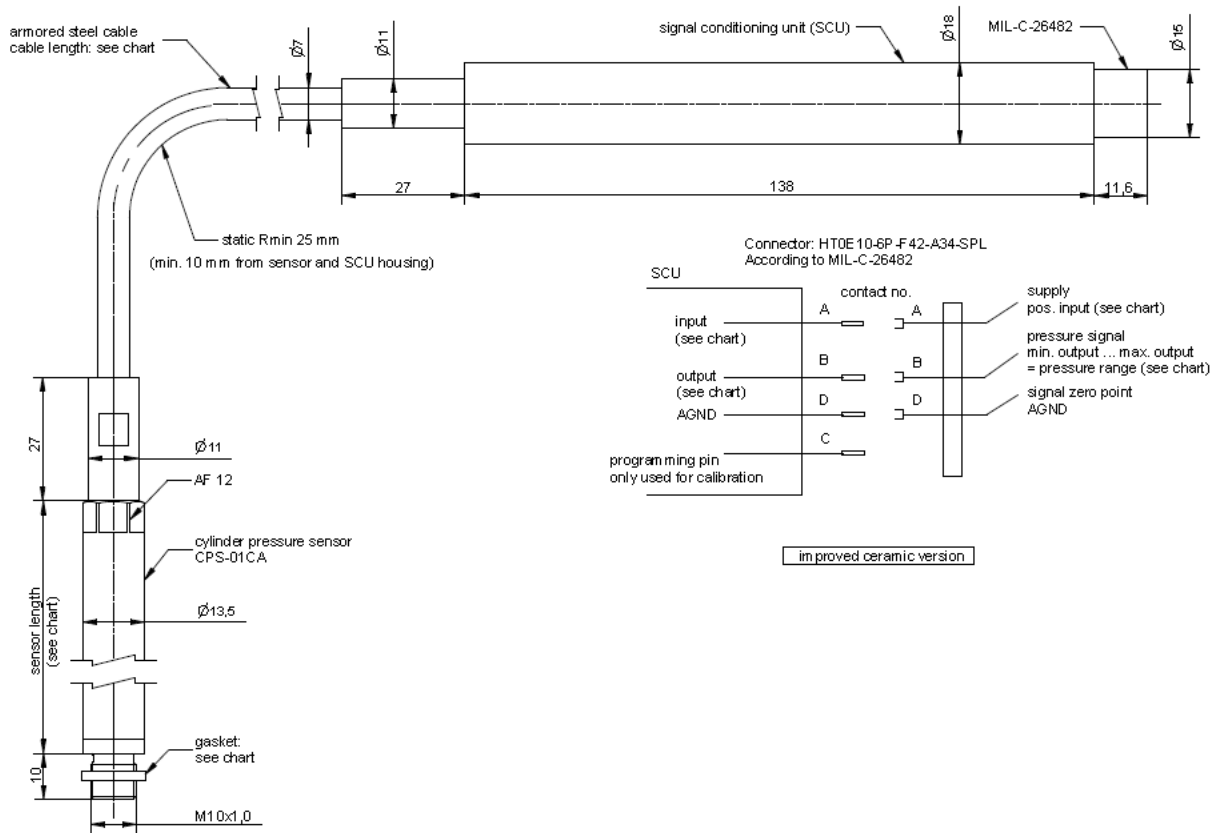 armored steel cable
cable length: see chart
Ø7
Ø11
signal conditioning unit (SCU)
Ø18
MIL-C-26482
Ø15
27
138
11,6
static Rmin 25 mm
(min. 10 mm from sensor and SCU housing)
Connector: HT0E10-6P-F42-A34-SPL
According to MIL-C-26482
SCU
contact no.
A
A
input
(see chart)
supply
pos. input (see chart)
B
B
output
(see chart)
pressure signal
min. output ... max. output
= pressure range (see chart)
D
D
AGND
signal zero point
AGND
C
programming pin
only used for calibration
improved ceramic version
27
Ø11
AF 12
cylinder pressure sensor
CPS-01CA
Ø13,5
sensor length
(see chart)
gasket:
see chart
10
M10x1,0